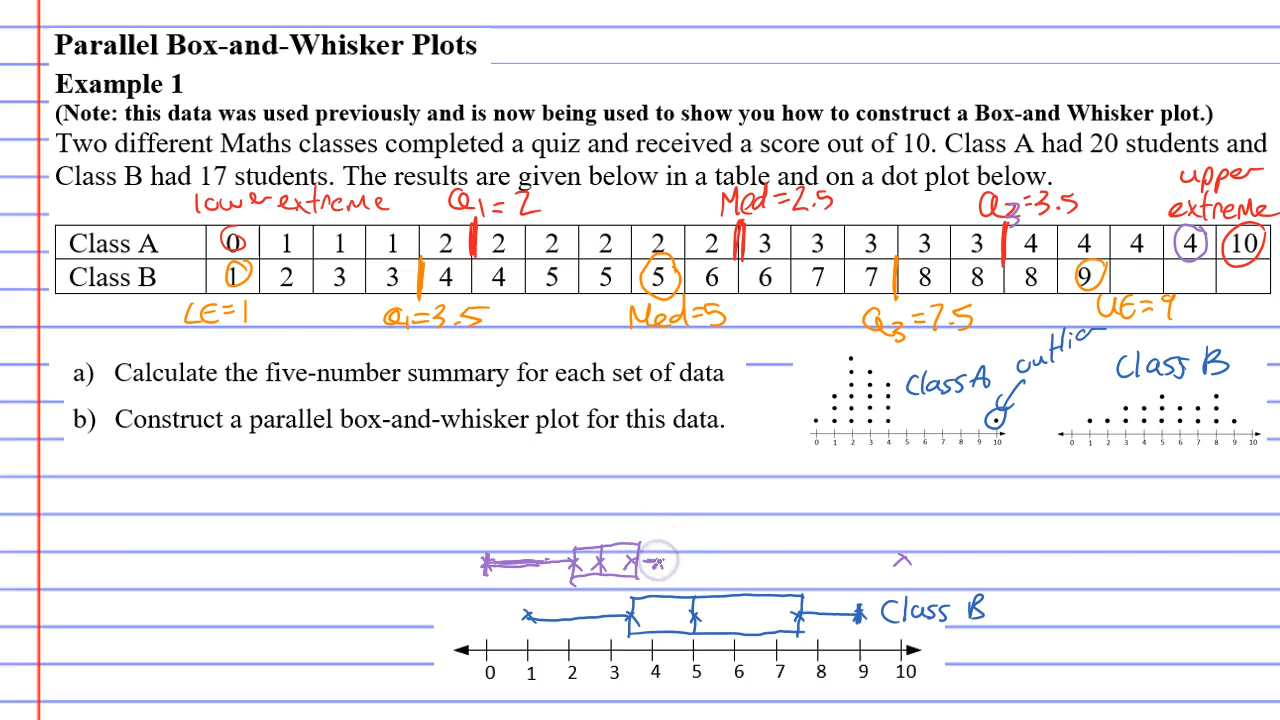 Parallel Box-and-Whisker Plots
Example 1
(Note: this data was used previously and is now being used to show you how to construct a Box-and Whisker plot.)
Two different Maths classes completed a quiz and received a score out of 10. Class A had 20 students and
Class B had 17 students. The results are given below in a table and on a dot plot below.
lower extreme Q1=2 Med=2.5 Q3=3.5 upper extreme
Class A 0 1 1 1 2 2 2 2 2 2 3 3 3 3 3 4 4 4 4 10
Class B 1 2 3 3 4 4 5 5 5 6 6 7 7 8 8 8 9
LE=1 Q1=3.5 Med=5 Q3=7.5 UE=9
a) Calculate the five-number summary for each set of data
b) Construct a parallel box-and-whisker plot for this data.
Class A outlier Class B
0 1 2 3 4 5 6 7 8 9 10
0 1 2 3 4 5 6 7 8 9 10
Class B
0 1 2 3 4 5 6 7 8 9 10